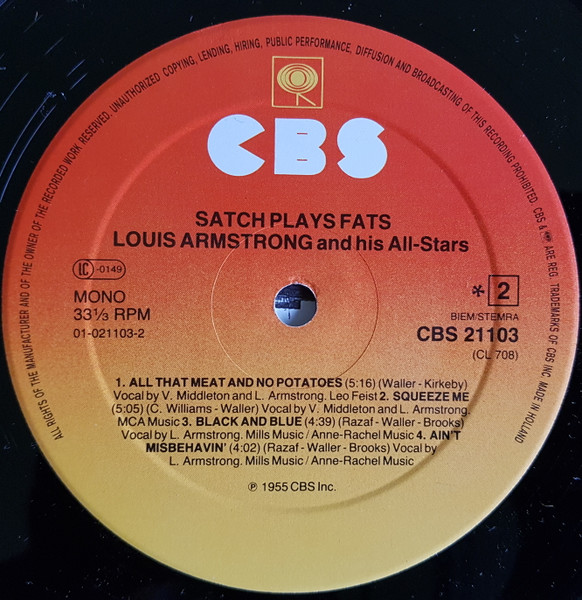 ALL RIGHTS OF THE MANUFACTURER AND OF THE OWNER OF THE RECORDED WORK RESERVED. UNAUTHORIZED COPYING, LENDING, HIRING, PUBLIC PERFORMANCE, DIFFUSION AND BROADCASTING OF THIS RECORDING PROHIBITED. CBS & ARE REG. TRADEMARKS OF CBS INC. MADE IN HOLLAND
CBS
SATCH PLAYS FATS
LOUIS ARMSTRONG and his All-Stars
LC -0149
MONO
33⅓ RPM
01-021103-2
* 2
BIEM/STEMRA
CBS 21103
(CL 708)
1. ALL THAT MEAT AND NO POTATOES (5:16) (Waller - Kirkeby)
Vocal by V. Middleton and L. Armstrong. Leo Feist 2. SQUEEZE ME
(5:05) (C. Williams - Waller) Vocal by V. Middleton and L. Armstrong.
MCA Music 3. BLACK AND BLUE (4:39) (Razaf - Waller - Brooks)
Vocal by L. Armstrong. Mills Music / Anne-Rachel Music 4. AIN'T
MISBEHAVIN' (4:02) (Razaf - Waller - Brooks) Vocal by
L. Armstrong. Mills Music / Anne-Rachel Music
℗ 1955 CBS Inc.